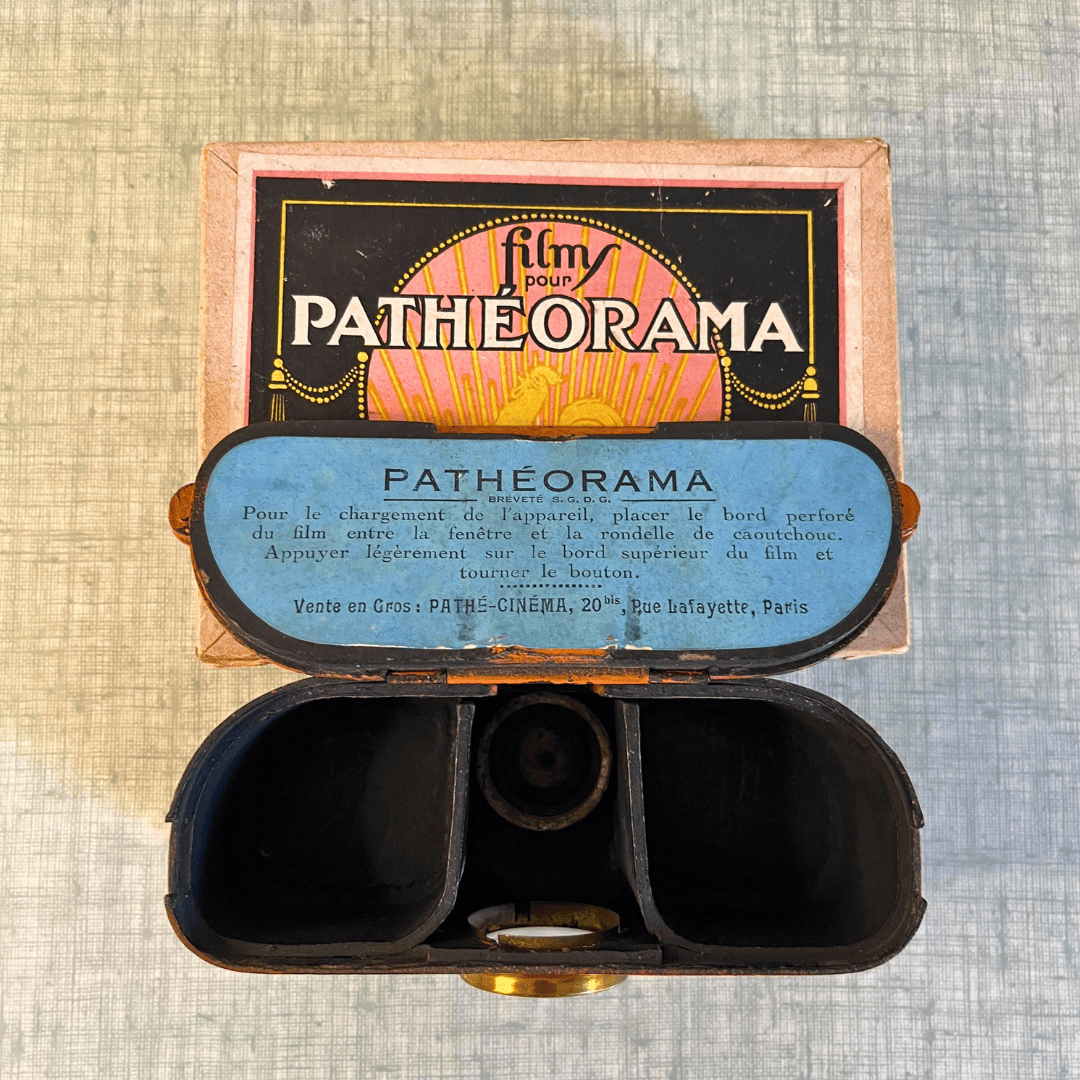 films
pour
PATHÉORAMA
PATHÉORAMA
BREVETÉ S. G. D. G.
Pour le chargement de l'appareil, placer le bord perforé
du film entre la fenêtre et la rondelle de caoutchouc.
Appuyer légèrement sur le bord supérieur du film et
tourner le bouton.
Vente en Gros : PATHÉ-CINÉMA, 20bis, Rue Lafayette, Paris